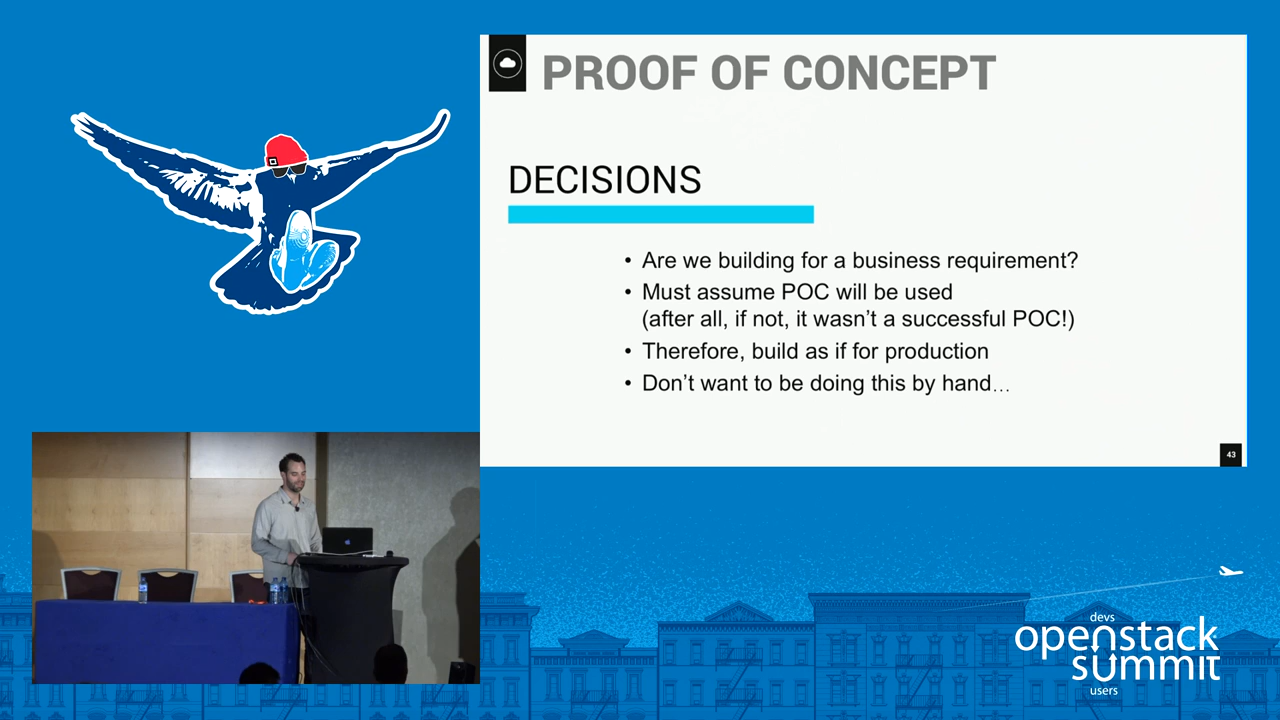 PROOF OF CONCEPT
DECISIONS
• Are we building for a business requirement?
• Must assume POC will be used
(after all, if not, it wasn't a successful POC!)
• Therefore, build as if for production
• Don't want to be doing this by hand…
43
devs
openstack
summit
users